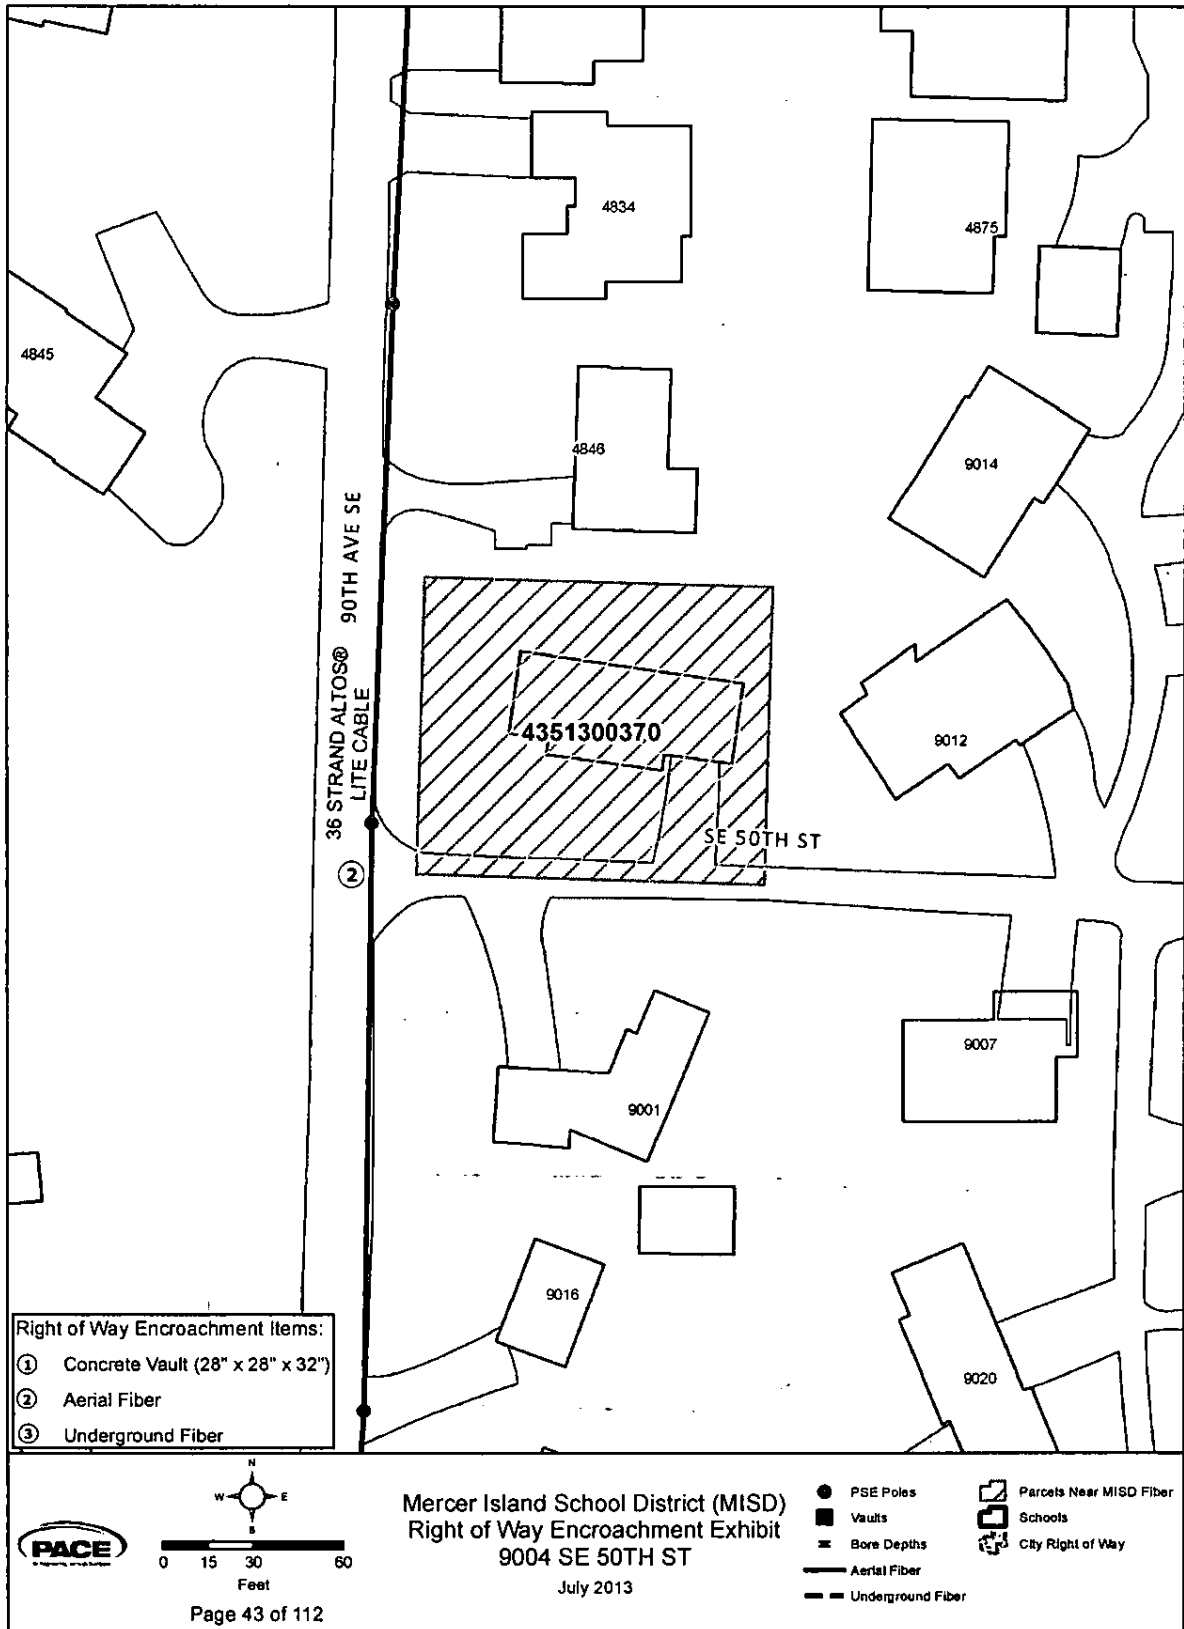 4834
4875
4845
4846
9014
90TH AVE SE
36 STRAND ALTOS®
LITE CABLE
4351300370
9012
SE 50TH ST
②
9007
9001
9016
9020
Right of Way Encroachment Items:
① Concrete Vault (28" x 28" x 32")
② Aerial Fiber
③ Underground Fiber
N
W E
S
PACE
0 15 30 60
Feet
Page 43 of 112
Mercer Island School District (MISD)
Right of Way Encroachment Exhibit
9004 SE 50TH ST
July 2013
PSE Poles
Vaults
Bore Depths
Aerial Fiber
Underground Fiber
Parcels Near MISD Fiber
Schools
City Right of Way